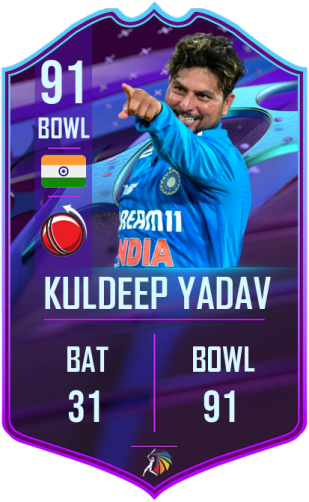 91
BOWL
DREAM11
INDIA
KULDEEP YADAV
BAT
BOWL
31
91